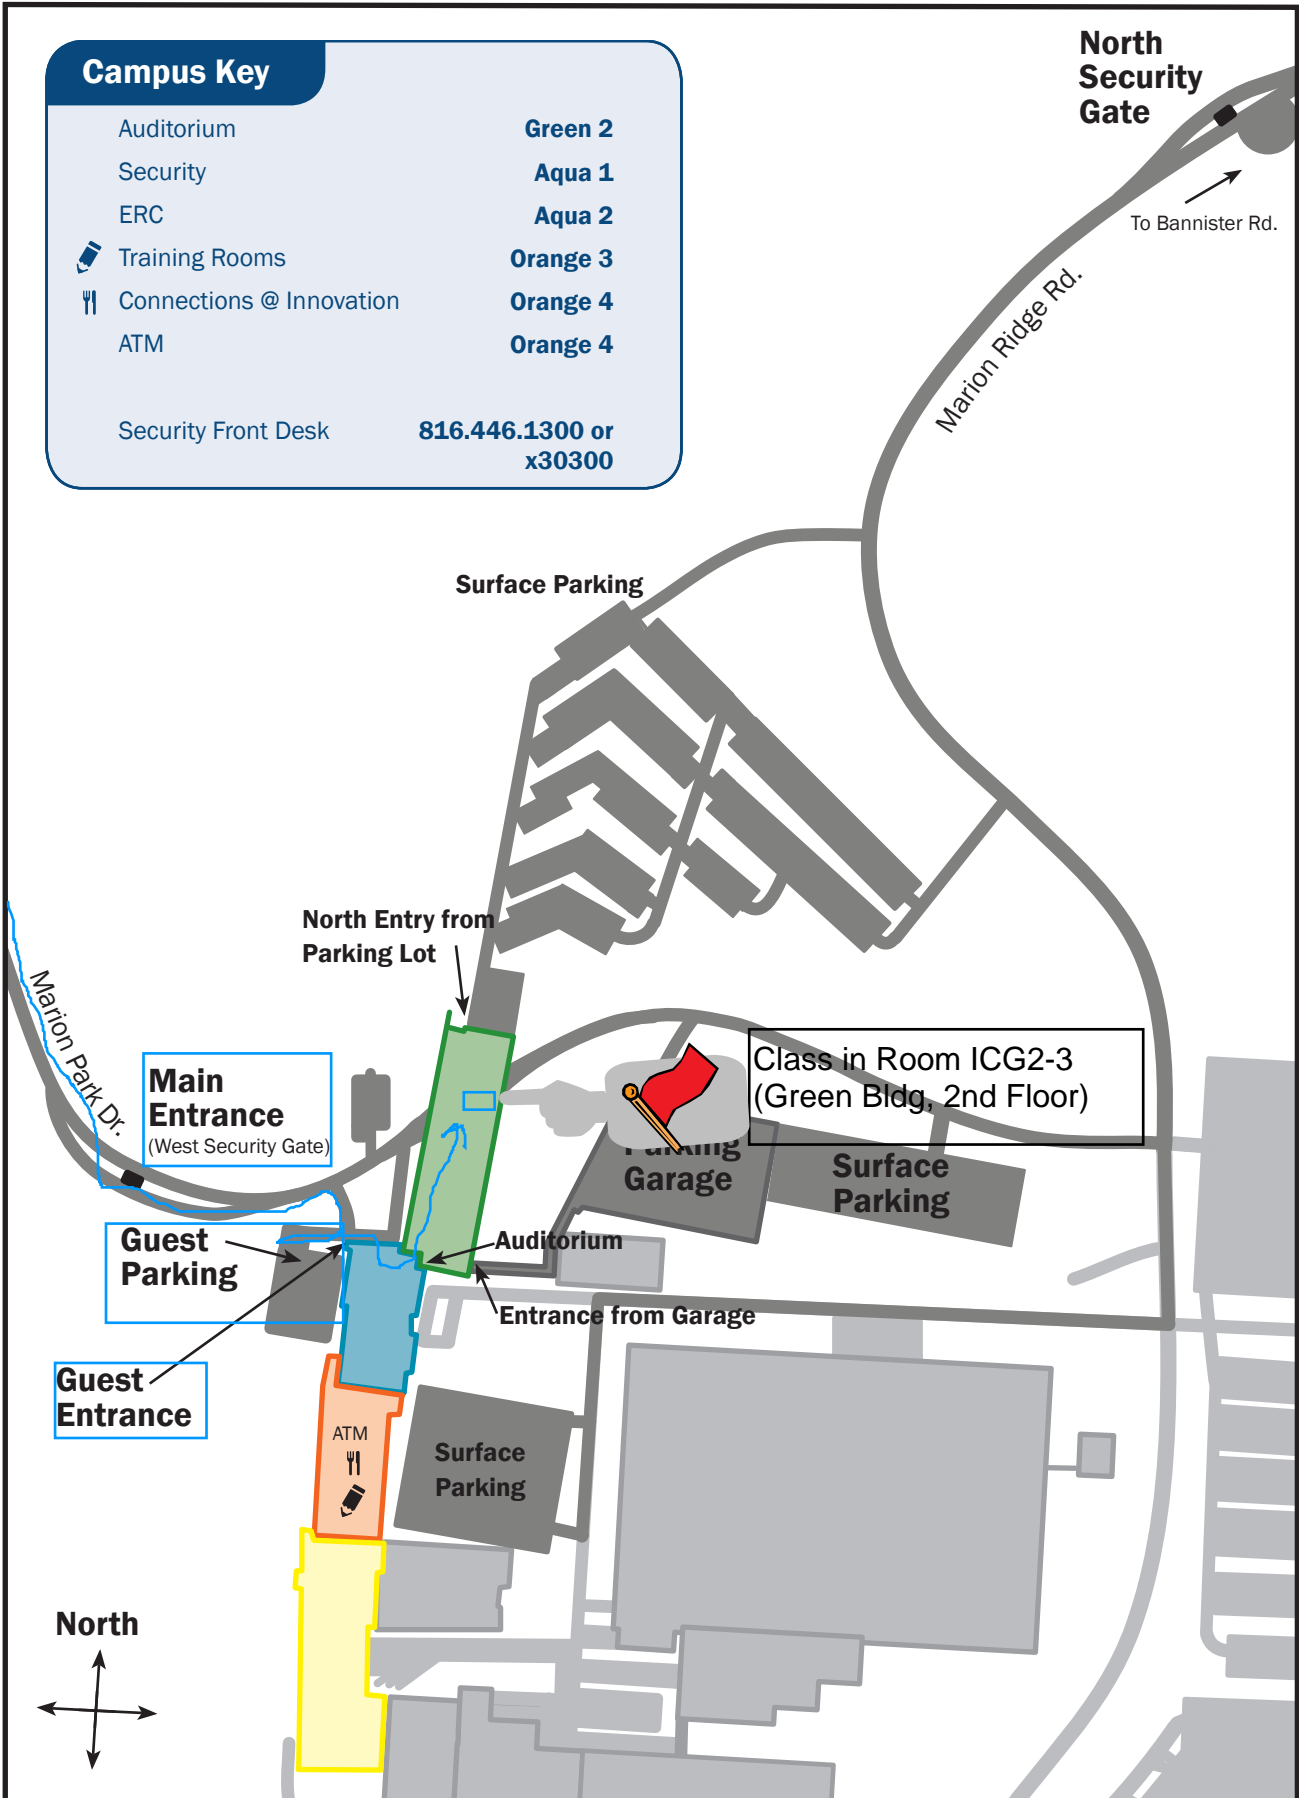 North
Security
Gate
Campus Key
Auditorium Green 2
Security Aqua 1
ERC Aqua 2
Training Rooms Orange 3
Connections @ Innovation Orange 4
ATM Orange 4
Security Front Desk 816.446.1300 or
x30300
To Bannister Rd.
Marion Ridge Rd.
Surface Parking
North Entry from
Parking Lot
Marion Park Dr.
Main
Entrance
(West Security Gate)
Class in Room ICG2-3
(Green Bldg, 2nd Floor)
Parking
Garage
Surface
Parking
Guest
Parking
Auditorium
Entrance from Garage
Guest
Entrance
ATM
Surface
Parking
North